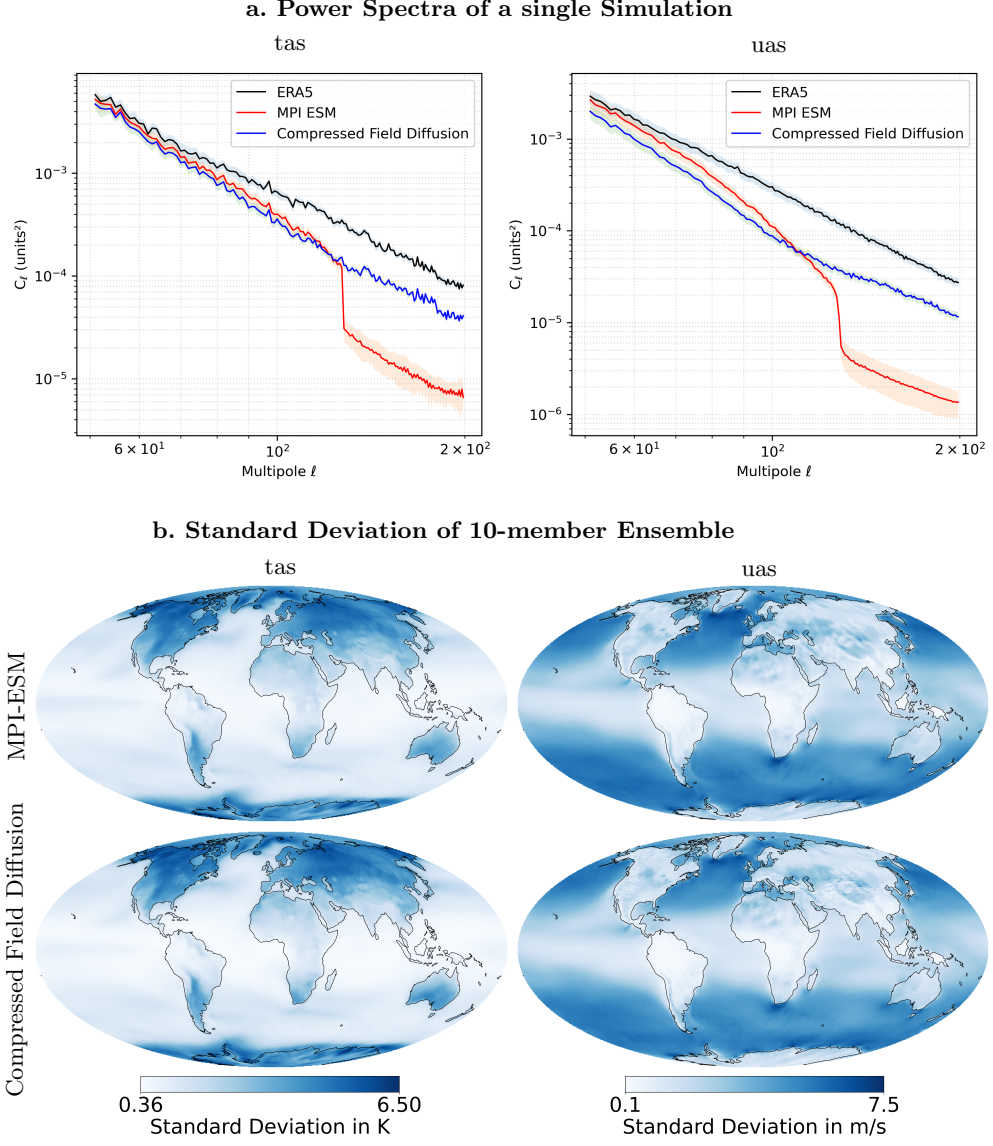 a. Power Spectra of a single Simulation
tas
uas
ERA5
MPI ESM
Compressed Field Diffusion
ERA5
MPI ESM
Compressed Field Diffusion
10⁻³
10⁻⁴
10⁻⁵
Cℓ (units²)
6 × 10¹
10²
2 × 10²
Multipole ℓ
10⁻³
10⁻⁴
10⁻⁵
10⁻⁶
Cℓ (units²)
6 × 10¹
10²
2 × 10²
Multipole ℓ
b. Standard Deviation of 10-member Ensemble
tas
uas
MPI-ESM
Compressed Field Diffusion
0.36
6.50
Standard Deviation in K
0.1
7.5
Standard Deviation in m/s